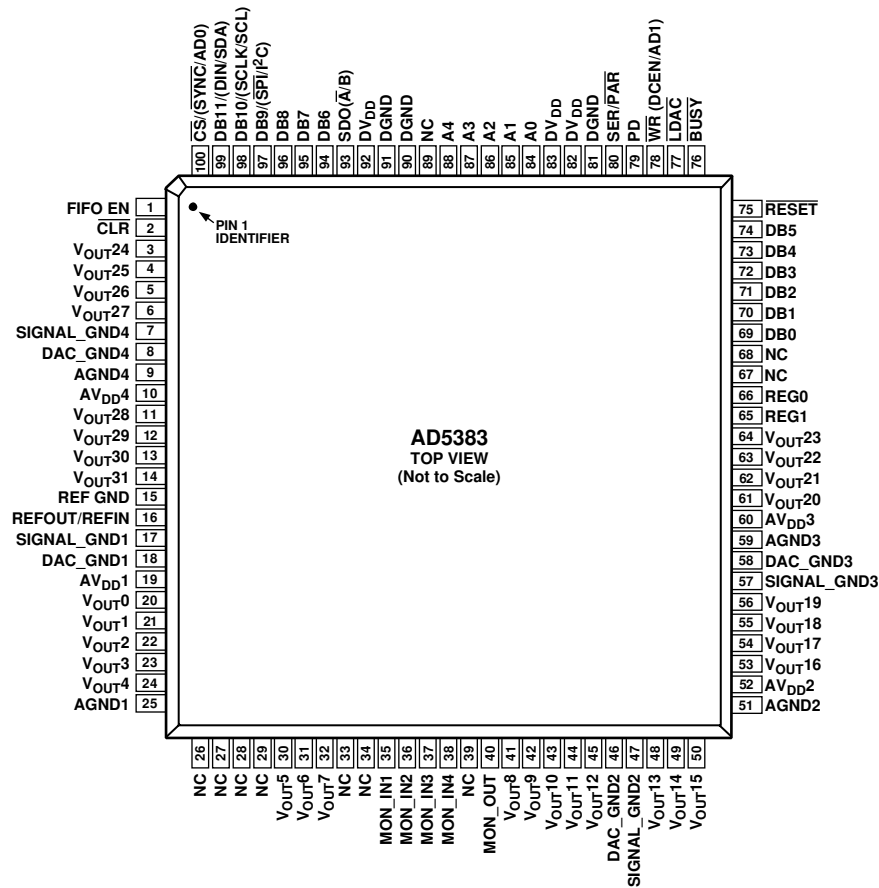 C̅S̅/(S̅Y̅N̅C̅/AD0)
DB11/(DIN/SDA)
DB10/(SCLK/SCL)
DB9/(S̅P̅I̅/I²C)
DB8
DB7
DB6
SDO(A̅/B)
DVDD
DGND
DGND
NC
A4
A3
A2
A1
A0
DVDD
DVDD
DGND
SER/P̅A̅R̅
PD
W̅R̅ (DCEN/AD1)
L̅D̅A̅C̅
B̅U̅S̅Y̅
100 99 98 97 96 95 94 93 92 91 90 89 88 87 86 85 84 83 82 81 80 79 78 77 76
FIFO EN 1
C̅L̅R̅ 2
VOUT24 3
VOUT25 4
VOUT26 5
VOUT27 6
SIGNAL_GND4 7
DAC_GND4 8
AGND4 9
AVDD4 10
VOUT28 11
VOUT29 12
VOUT30 13
VOUT31 14
REF GND 15
REFOUT/REFIN 16
SIGNAL_GND1 17
DAC_GND1 18
AVDD1 19
VOUT0 20
VOUT1 21
VOUT2 22
VOUT3 23
VOUT4 24
AGND1 25
PIN 1
IDENTIFIER
AD5383
TOP VIEW
(Not to Scale)
75 R̅E̅S̅E̅T̅
74 DB5
73 DB4
72 DB3
71 DB2
70 DB1
69 DB0
68 NC
67 NC
66 REG0
65 REG1
64 VOUT23
63 VOUT22
62 VOUT21
61 VOUT20
60 AVDD3
59 AGND3
58 DAC_GND3
57 SIGNAL_GND3
56 VOUT19
55 VOUT18
54 VOUT17
53 VOUT16
52 AVDD2
51 AGND2
26 27 28 29 30 31 32 33 34 35 36 37 38 39 40 41 42 43 44 45 46 47 48 49 50
NC
NC
NC
NC
VOUT5
VOUT6
VOUT7
NC
NC
MON_IN1
MON_IN2
MON_IN3
MON_IN4
NC
MON_OUT
VOUT8
VOUT9
VOUT10
VOUT11
VOUT12
DAC_GND2
SIGNAL_GND2
VOUT13
VOUT14
VOUT15